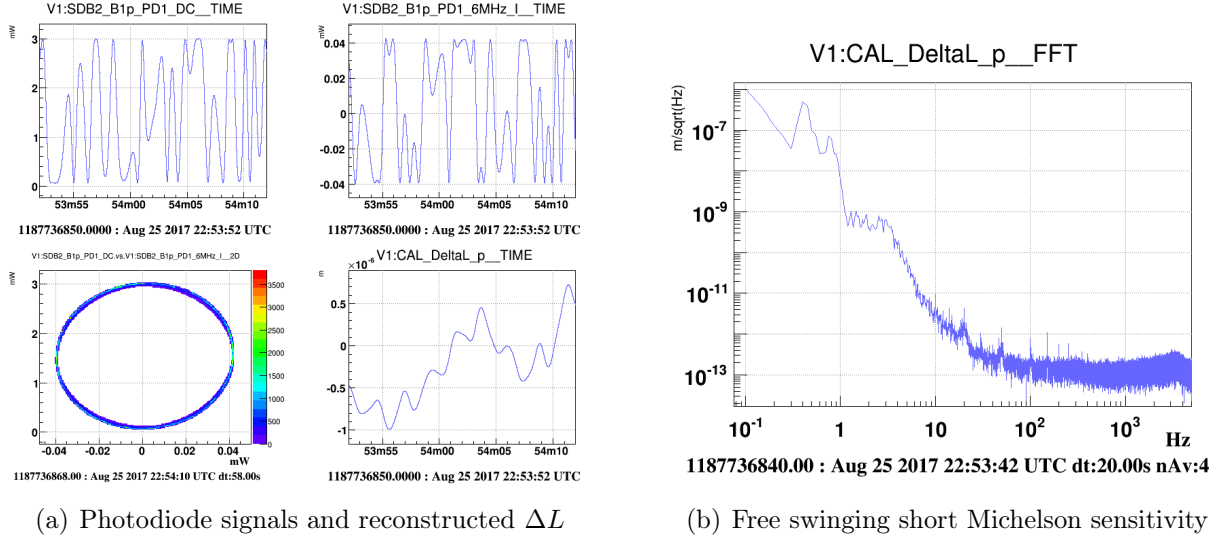 V1:SDB2_B1p_PD1_DC__TIME
mW
3
2
1
0
53m55
54m00
54m05
54m10
1187736850.0000 : Aug 25 2017 22:53:52 UTC
V1:SDB2_B1p_PD1_6MHz_I__TIME
mW
0.04
0.02
0
-0.02
-0.04
53m55
54m00
54m05
54m10
1187736850.0000 : Aug 25 2017 22:53:52 UTC
V1:SDB2_B1p_PD1_DC.vs.V1:SDB2_B1p_PD1_6MHz_I__2D
mW
3
2
1
0
-0.04
-0.02
0
0.02
0.04
mW
3500
3000
2500
2000
1500
1000
500
0
1187736868.00 : Aug 25 2017 22:54:10 UTC dt:58.00s
V1:CAL_DeltaL_p__TIME
×10⁻⁶
m
0.5
0
-0.5
-1
53m55
54m00
54m05
54m10
1187736850.0000 : Aug 25 2017 22:53:52 UTC
(a) Photodiode signals and reconstructed ΔL
V1:CAL_DeltaL_p__FFT
m/sqrt(Hz)
10⁻⁷
10⁻⁹
10⁻¹¹
10⁻¹³
10⁻¹
1
10
10²
10³
Hz
1187736840.00 : Aug 25 2017 22:53:42 UTC dt:20.00s nAv:4
(b) Free swinging short Michelson sensitivity